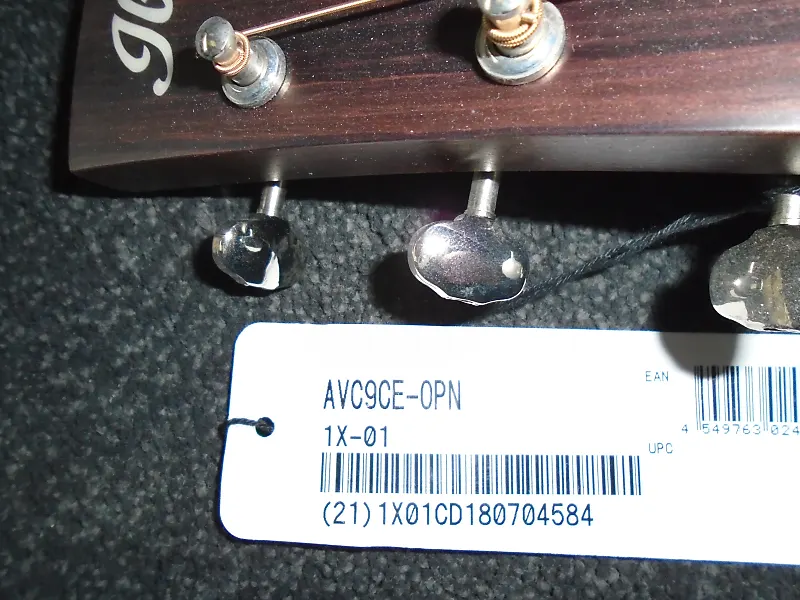 AVC9CE-OPN
1X-01
(21)1X01CD180704584
EAN
4 549763 024
UPC